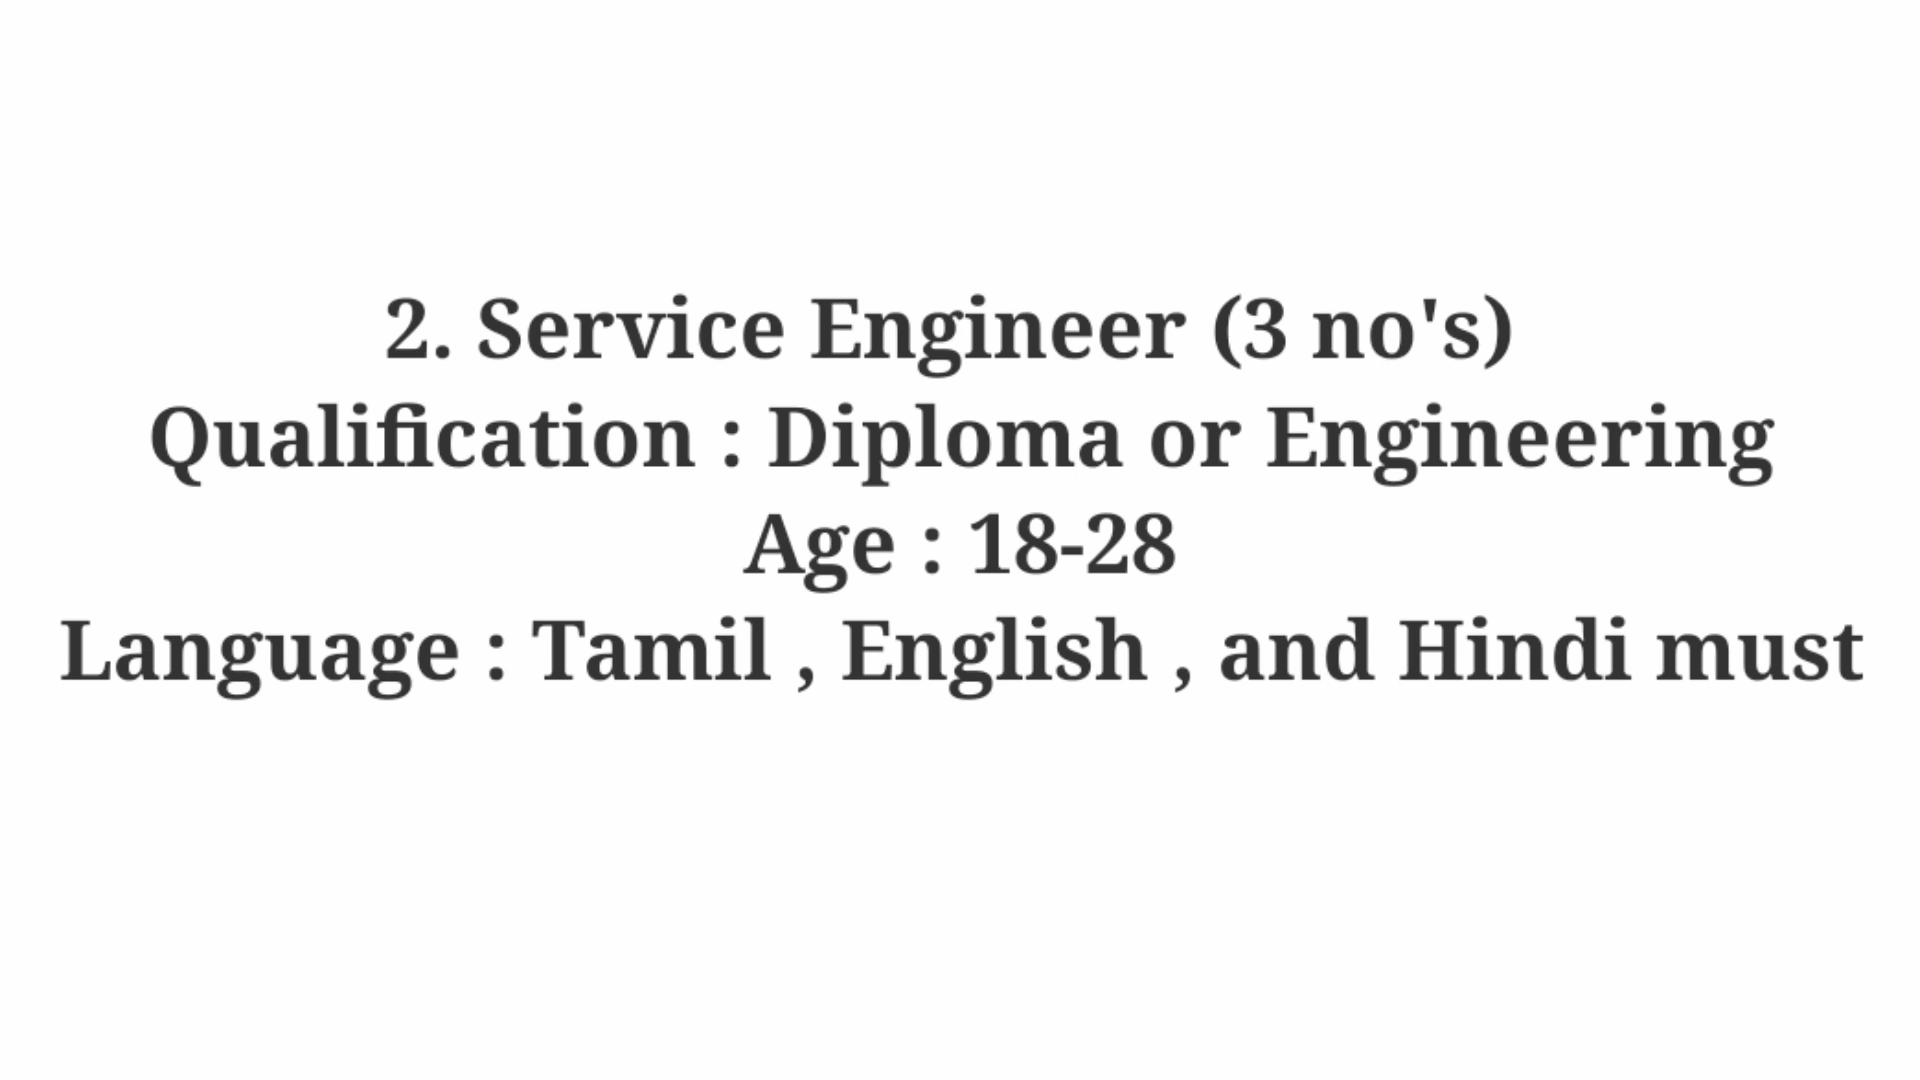 2. Service Engineer (3 no's)
Qualification : Diploma or Engineering
Age : 18-28
Language : Tamil , English , and Hindi must